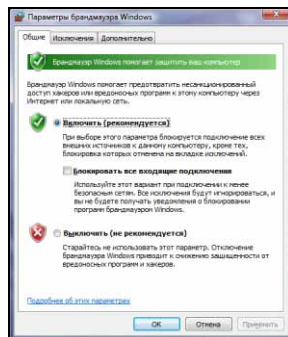 Параметры брандмауэра Windows
Общие Исключения Дополнительно
Брандмауэр Windows помогает защитить ваш компьютер
Брандмауэр Windows помогает предотвратить несанкционированный
доступ хакеров или вредоносных программ к этому компьютеру через
Интернет или локальную сеть.
Включить (рекомендуется)
При выборе этого параметра блокируется подключение всех
внешних источников к данному компьютеру, кроме тех,
блокировка которых отменена на вкладке исключений.
Блокировать все входящие подключения
Используйте этот вариант при подключении к менее
безопасным сетям. Все исключения будут игнорироваться, и
вы не будете получать уведомления о блокировании
программ брандмауэром Windows.
Выключить (не рекомендуется)
Старайтесь не использовать этот параметр. Отключение
брандмауэра Windows приводит к снижению защищенности от
вредоносных программ и хакеров.
Подробнее об этих параметрах
ОК Отмена Применить